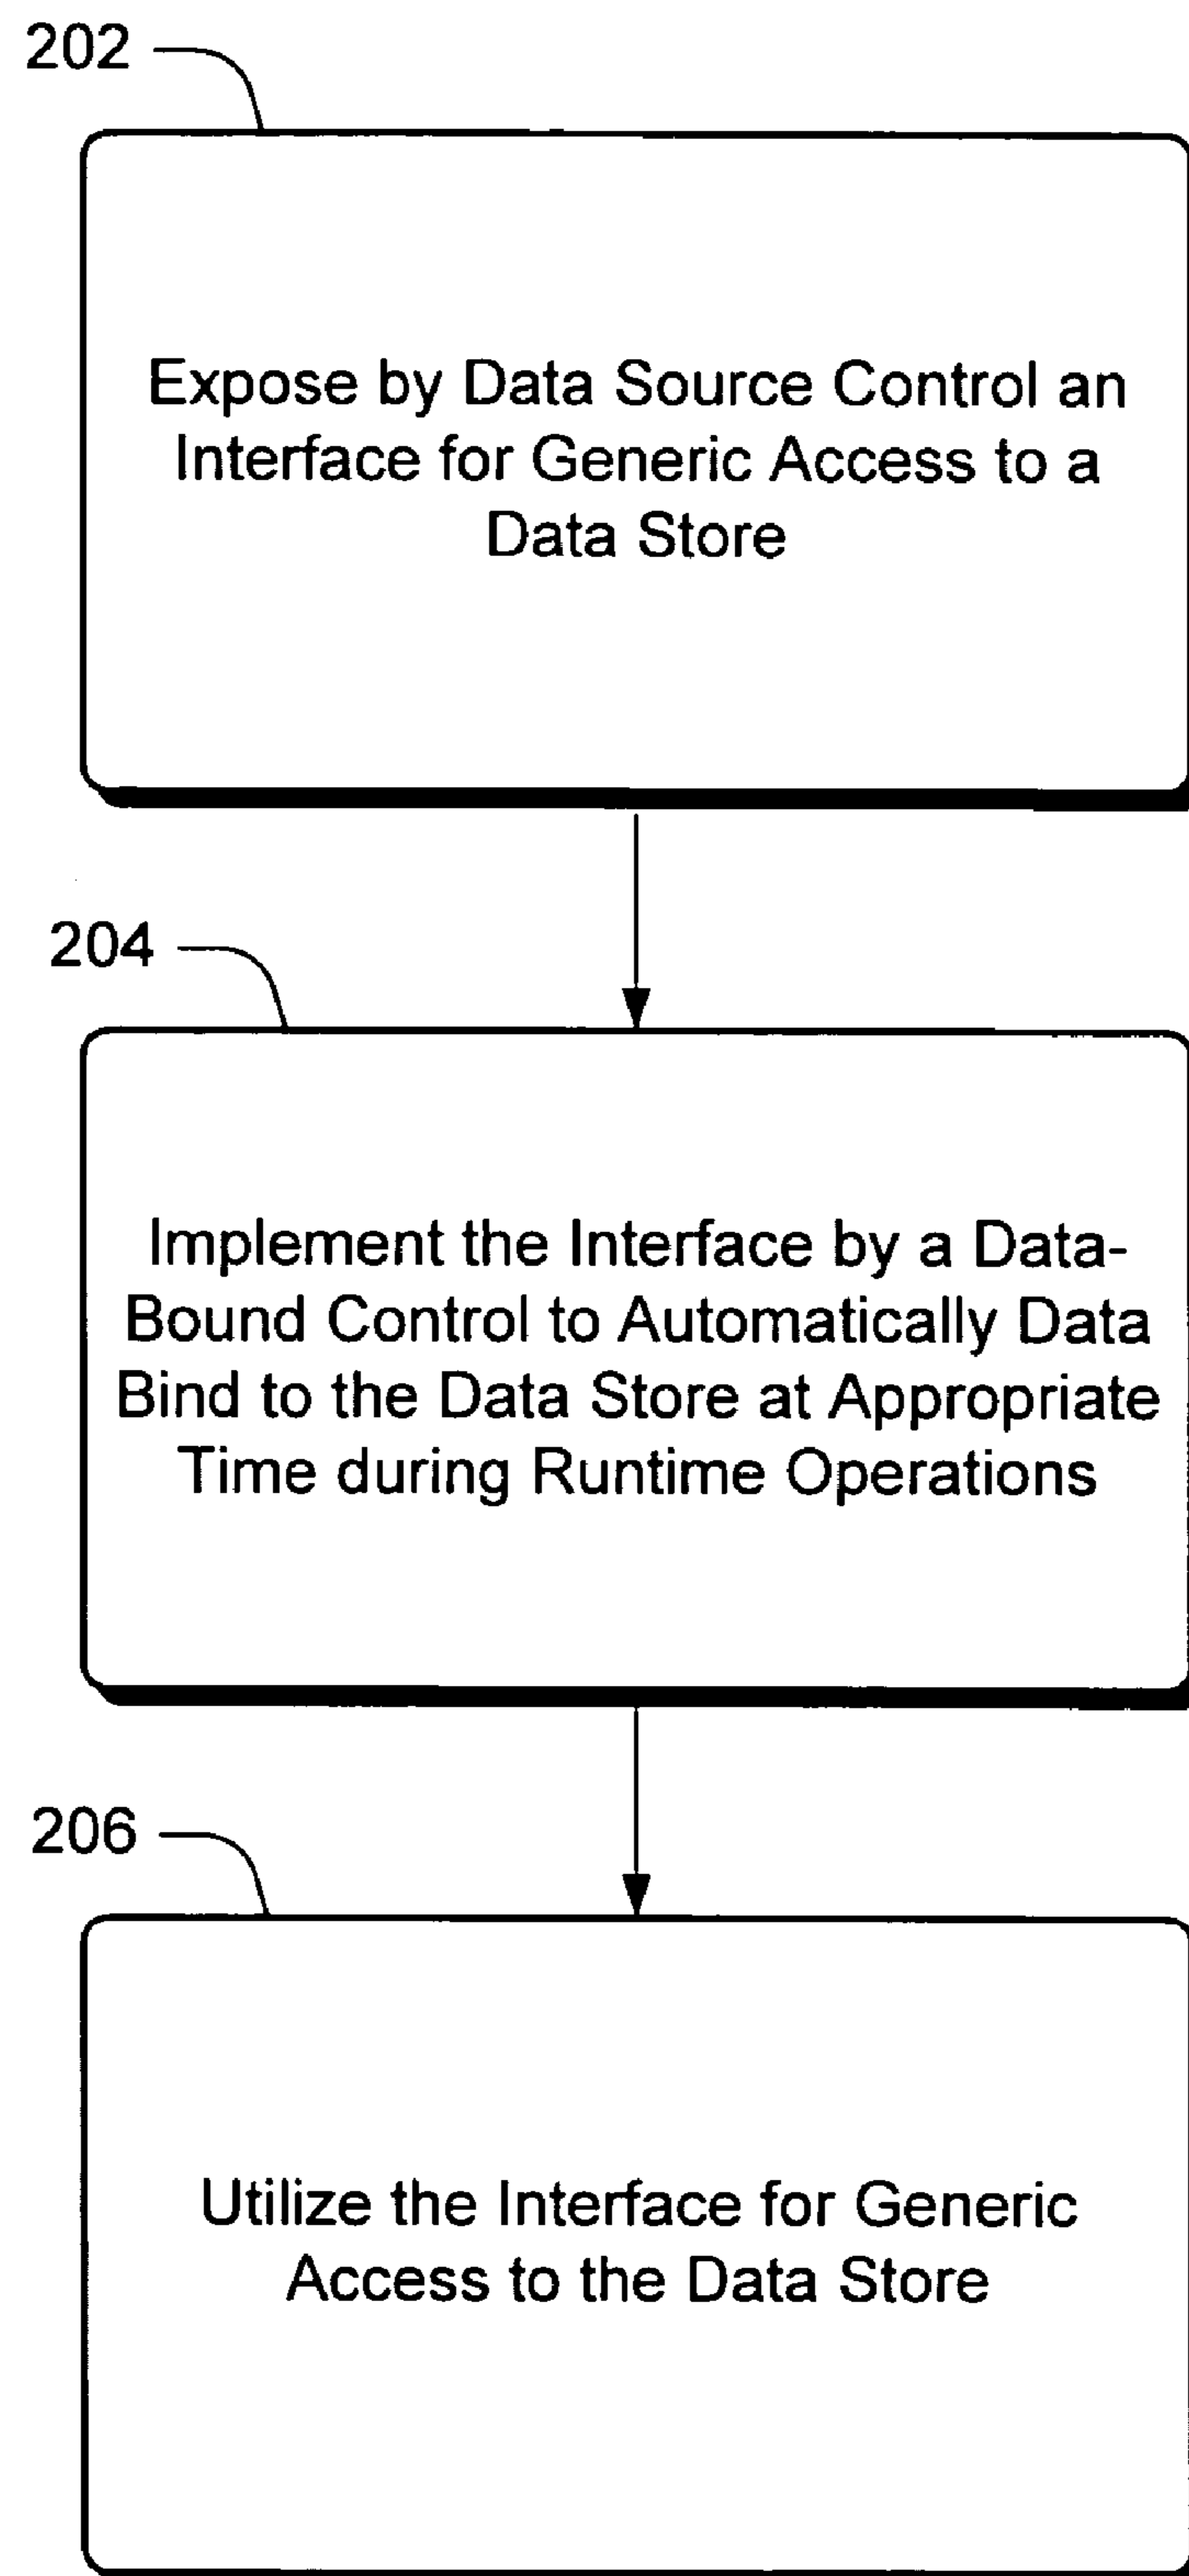 202
Expose by Data Source Control an
Interface for Generic Access to a
Data Store
204
Implement the Interface by a Data-
Bound Control to Automatically Data
Bind to the Data Store at Appropriate
Time during Runtime Operations
206
Utilize the Interface for Generic
Access to the Data Store